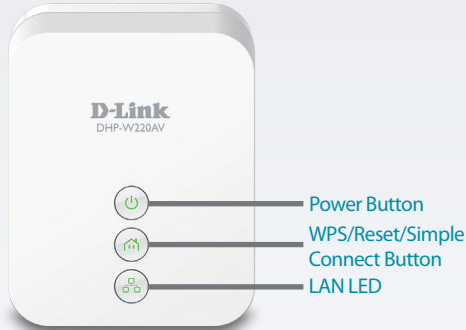 D-Link
DHP-W220AV
Power Button
WPS/Reset/Simple
Connect Button
LAN LED